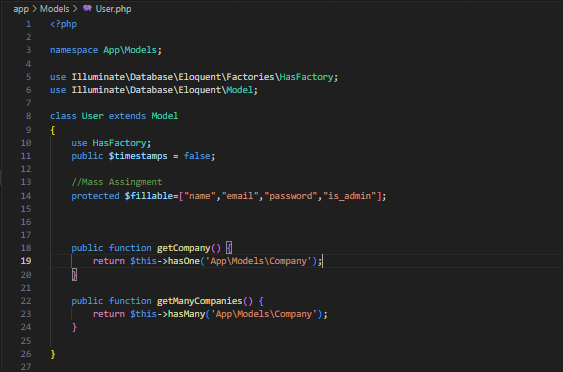 app > Models > User.php
1 <?php
2
3 namespace App\Models;
4
5 use Illuminate\Database\Eloquent\Factories\HasFactory;
6 use Illuminate\Database\Eloquent\Model;
7
8 class User extends Model
9 {
10     use HasFactory;
11     public $timestamps = false;
12
13     //Mass Assingment
14     protected $fillable=["name","email","password","is_admin"];
15
16
17
18     public function getCompany() {
19         return $this->hasOne('App\Models\Company');
20     }
21
22     public function getManyCompanies() {
23         return $this->hasMany('App\Models\Company');
24     }
25
26 }
27